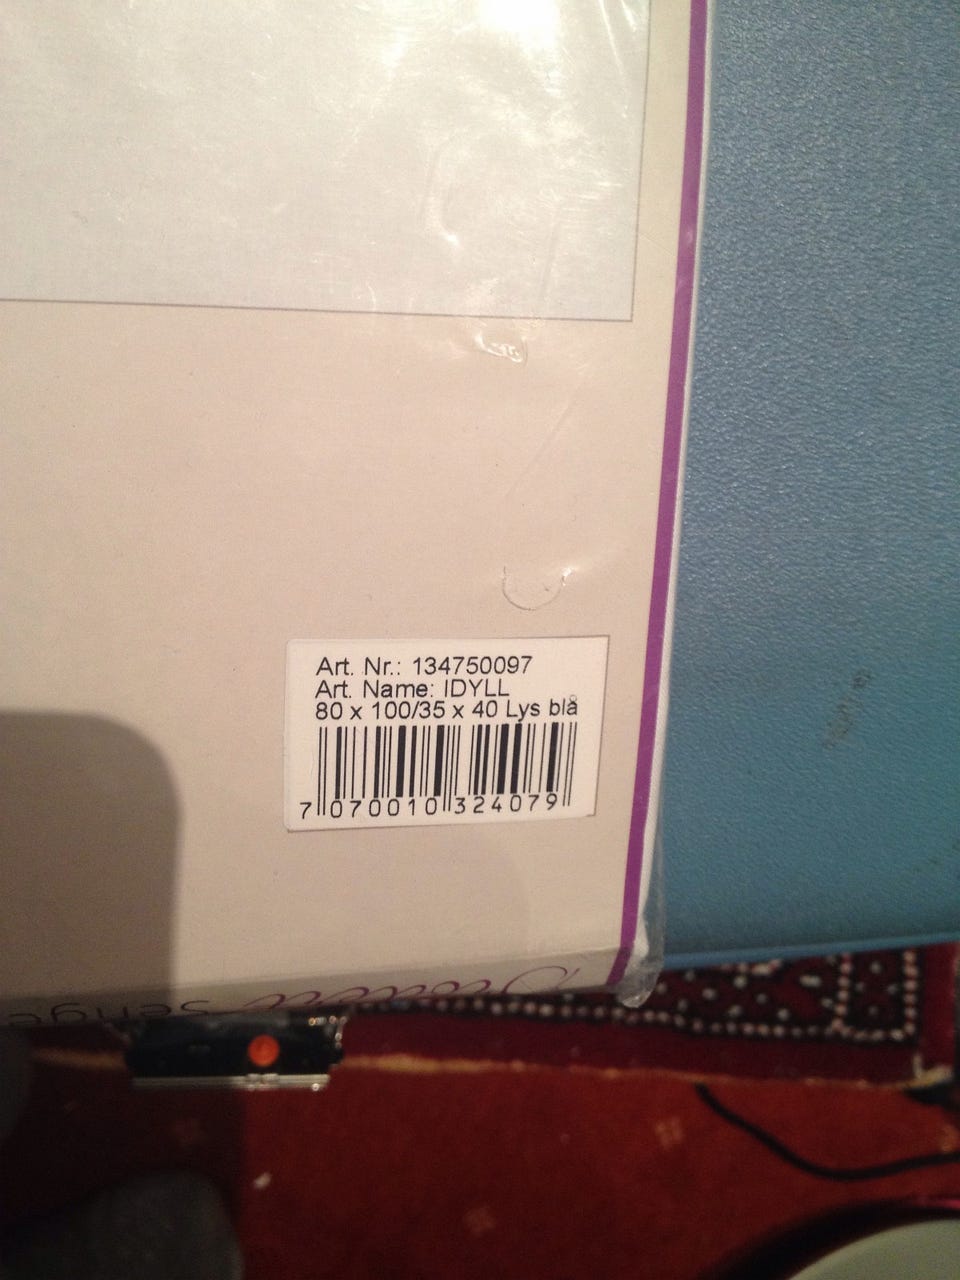 Art. Nr.: 134750097
Art. Name: IDYLL
80 x 100/35 x 40 Lys blå
7 070010 324079